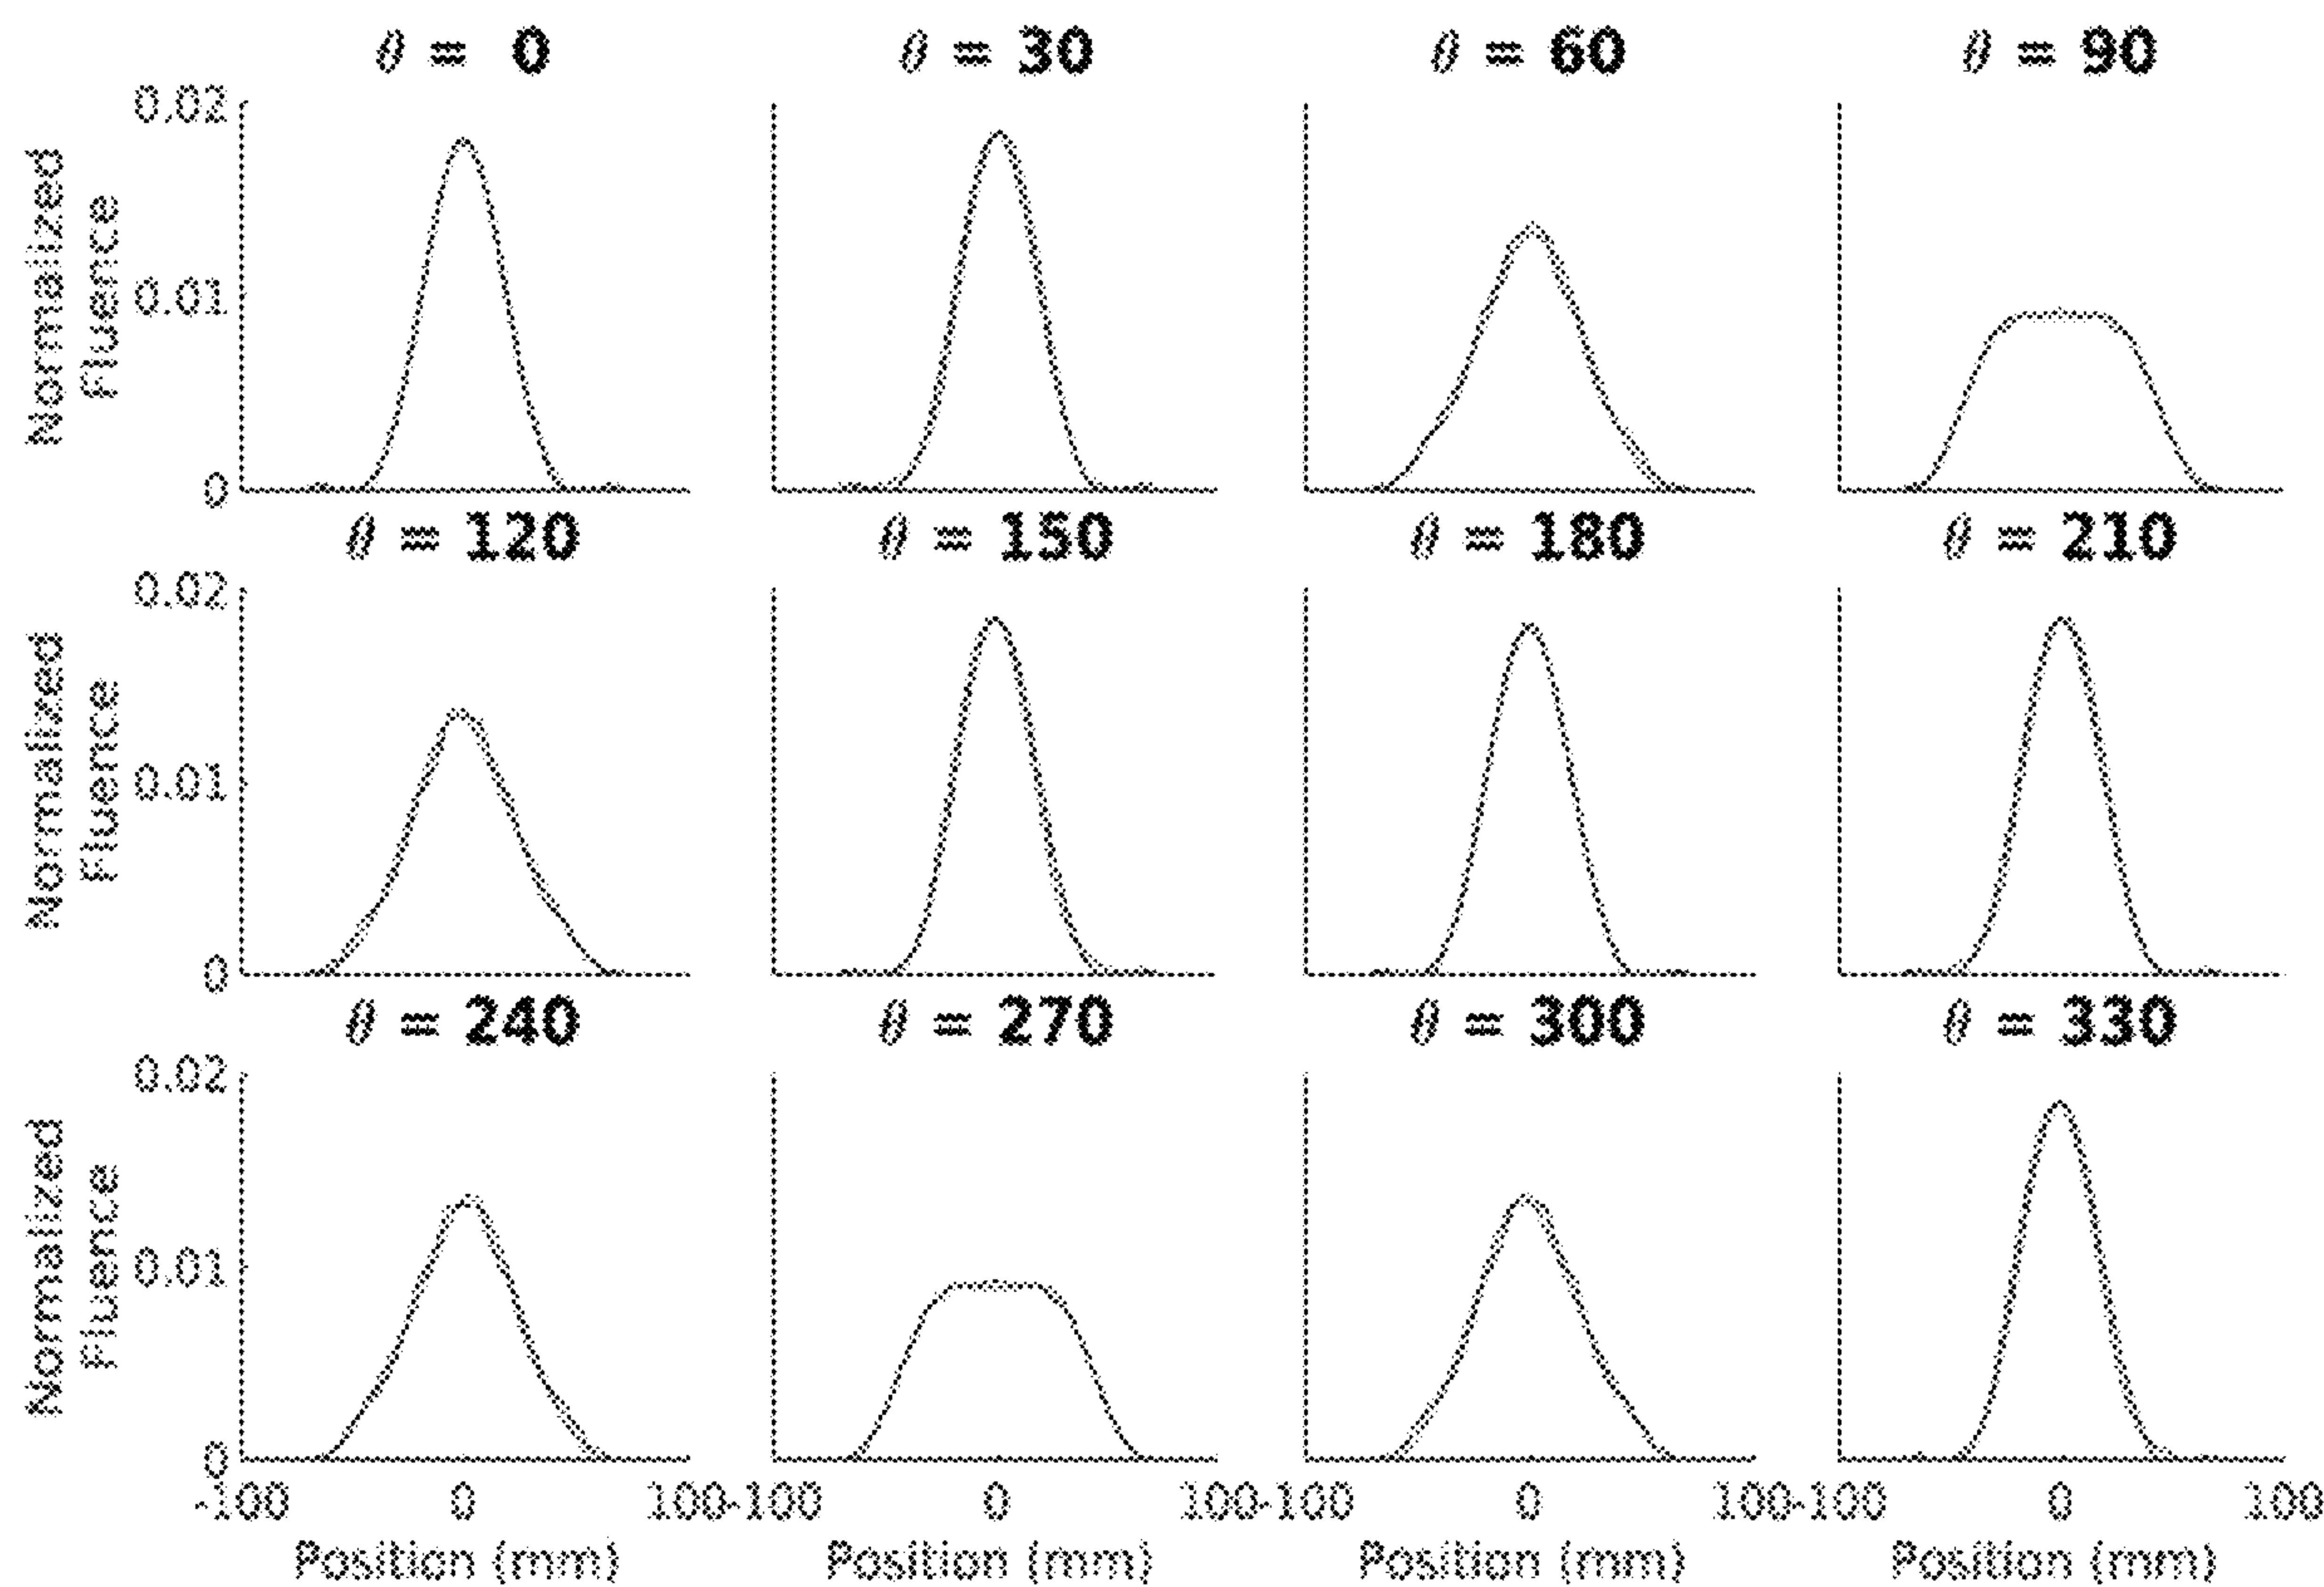 θ = 0
θ = 30
θ = 60
θ = 90
Normalized
Fluence
0.02
0.01
0
θ = 120
θ = 150
θ = 180
θ = 210
Normalized
Fluence
0.02
0.01
0
θ = 240
θ = 270
θ = 300
θ = 330
Normalized
Fluence
0.02
0.01
0
-100 0 100 -100 0 100 -100 0 100 -100 0 100
Position (mm) Position (mm) Position (mm) Position (mm)